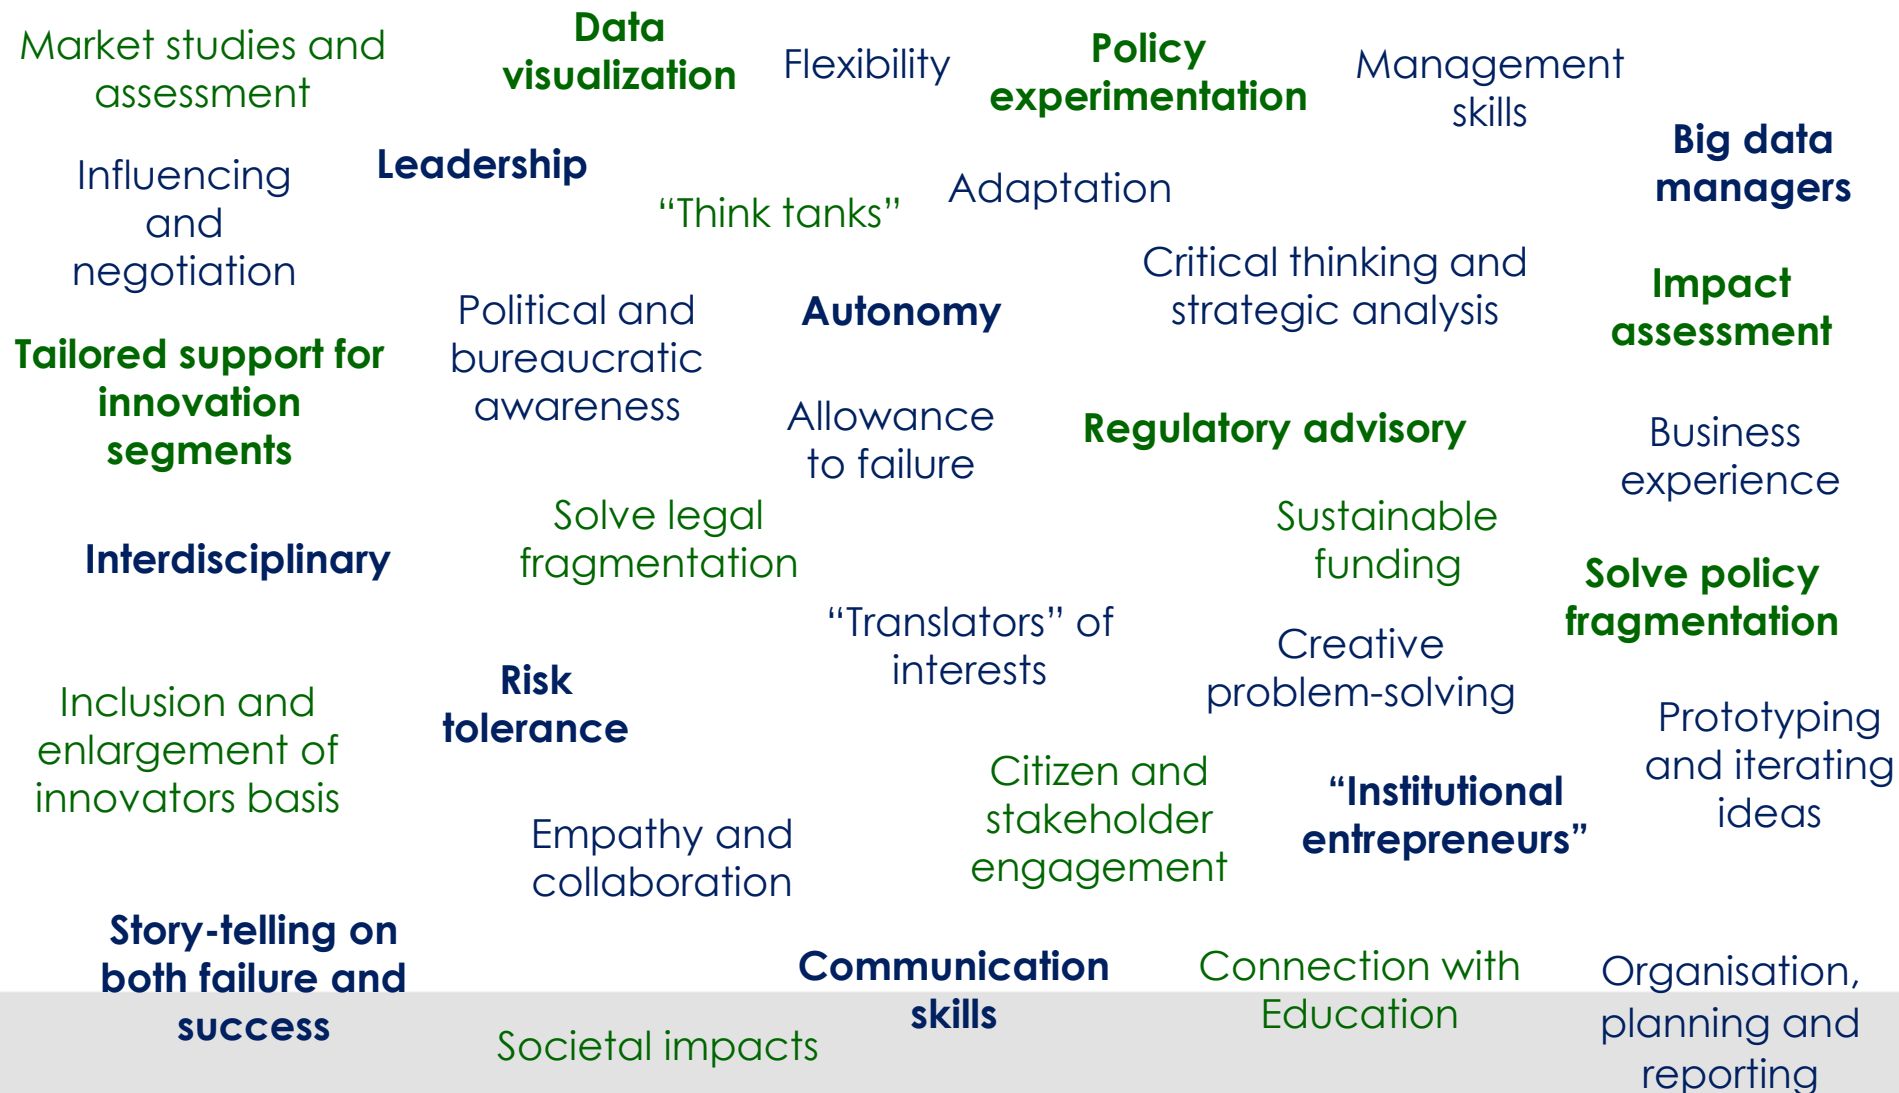 Market studies and
assessment
Data
visualization
Flexibility
Policy
experimentation
Management
skills
Big data
managers
Influencing
and
negotiation
Leadership
“Think tanks”
Adaptation
Critical thinking and
strategic analysis
Impact
assessment
Political and
bureaucratic
awareness
Autonomy
Tailored support for
innovation
segments
Allowance
to failure
Regulatory advisory
Business
experience
Solve legal
fragmentation
Sustainable
funding
Interdisciplinary
Solve policy
fragmentation
“Translators” of
interests
Creative
problem-solving
Risk
tolerance
Inclusion and
enlargement of
innovators basis
Prototyping
and iterating
ideas
Citizen and
stakeholder
engagement
“Institutional
entrepreneurs”
Empathy and
collaboration
Story-telling on
both failure and
success
Communication
skills
Connection with
Education
Organisation,
planning and
reporting
Societal impacts